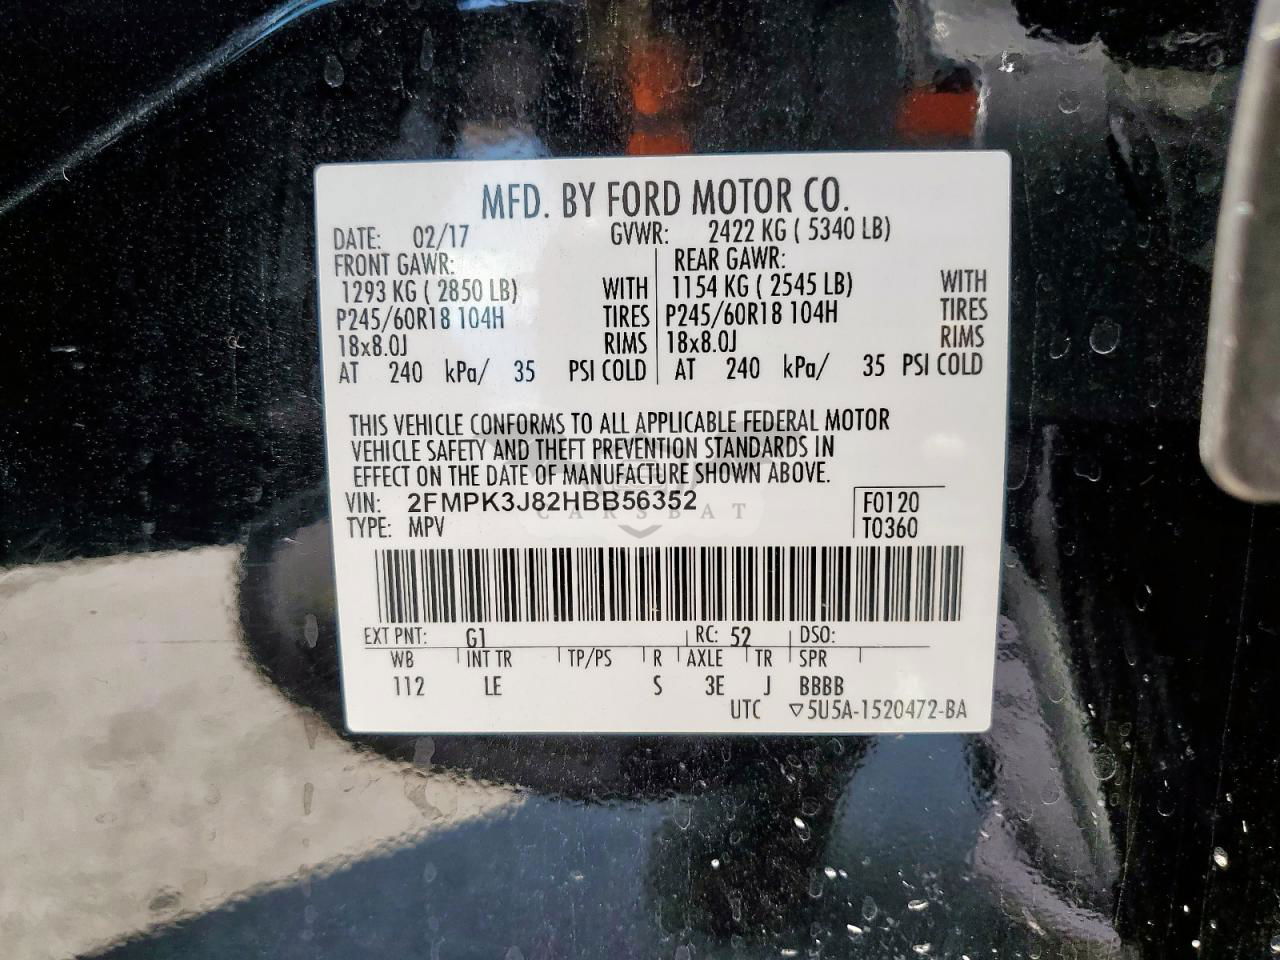 MFD. BY FORD MOTOR CO.
DATE: 02/17 GVWR: 2422 KG ( 5340 LB)
FRONT GAWR: REAR GAWR:
1293 KG ( 2850 LB) WITH 1154 KG ( 2545 LB) WITH
P245/60R18 104H TIRES P245/60R18 104H TIRES
18x8.0J RIMS 18x8.0J RIMS
AT 240 kPa/ 35 PSI COLD AT 240 kPa/ 35 PSI COLD
THIS VEHICLE CONFORMS TO ALL APPLICABLE FEDERAL MOTOR
VEHICLE SAFETY AND THEFT PREVENTION STANDARDS IN
EFFECT ON THE DATE OF MANUFACTURE SHOWN ABOVE.
VIN: 2FMPK3J82HBB56352 F0120
CARSBAT
TYPE: MPV T0360
EXT PNT: G1 RC: 52 DSO:
WB INT TR TP/PS R AXLE TR SPR
112 LE S 3E J BBBB
UTC ▽5U5A-1520472-BA